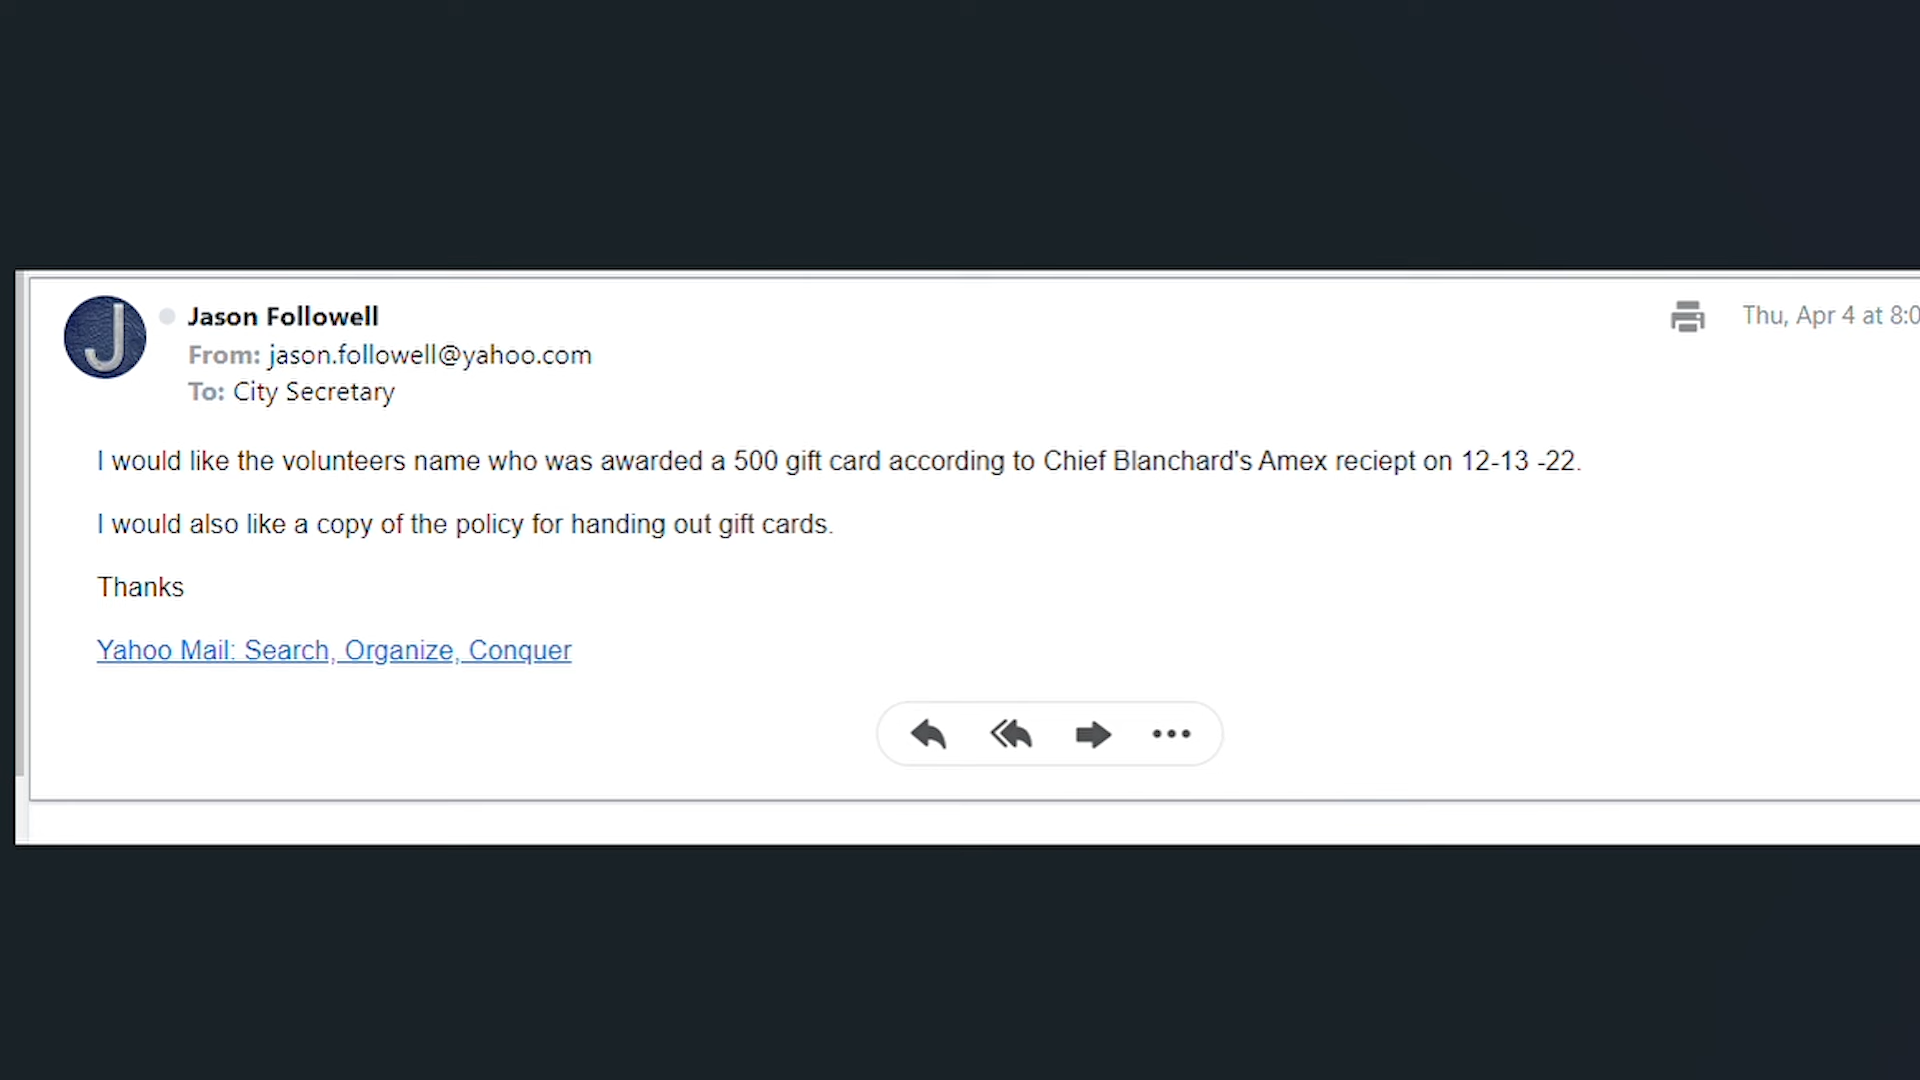 J
Jason Followell
Thu, Apr 4 at 8:0
From: jason.followell@yahoo.com
To: City Secretary
I would like the volunteers name who was awarded a 500 gift card according to Chief Blanchard's Amex reciept on 12-13 -22.
I would also like a copy of the policy for handing out gift cards.
Thanks
Yahoo Mail: Search, Organize, Conquer